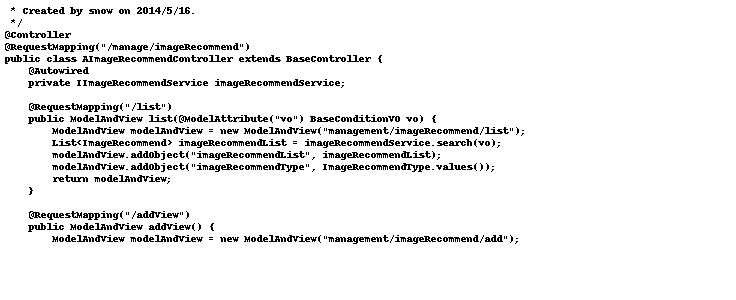 * Created by snow on 2014/5/16.
 */
@Controller
@RequestMapping("/manage/imageRecommend")
public class AImageRecommendController extends BaseController {
    @Autowired
    private IImageRecommendService imageRecommendService;

    @RequestMapping("/list")
    public ModelAndView list(@ModelAttribute("vo") BaseConditionVO vo) {
        ModelAndView modelAndView = new ModelAndView("management/imageRecommend/list");
        List<ImageRecommend> imageRecommendList = imageRecommendService.search(vo);
        modelAndView.addObject("imageRecommendList", imageRecommendList);
        modelAndView.addObject("imageRecommendType", ImageRecommendType.values());
        return modelAndView;
    }

    @RequestMapping("/addView")
    public ModelAndView addView() {
        ModelAndView modelAndView = new ModelAndView("management/imageRecommend/add");